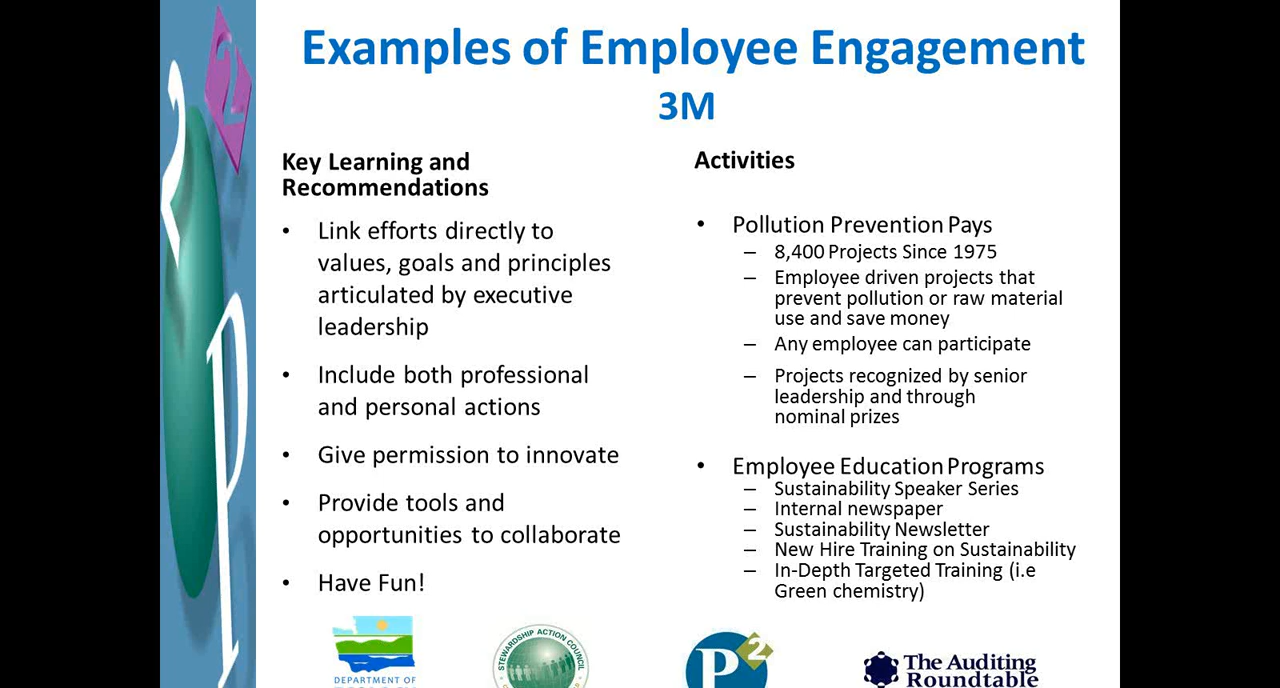 Examples of Employee Engagement
3M
Key Learning and
Recommendations
• Link efforts directly to
values, goals and principles
articulated by executive
leadership
• Include both professional
and personal actions
• Give permission to innovate
• Provide tools and
opportunities to collaborate
• Have Fun!
Activities
• Pollution Prevention Pays
– 8,400 Projects Since 1975
– Employee driven projects that
prevent pollution or raw material
use and save money
– Any employee can participate
– Projects recognized by senior
leadership and through
nominal prizes
• Employee Education Programs
– Sustainability Speaker Series
– Internal newspaper
– Sustainability Newsletter
– New Hire Training on Sustainability
– In-Depth Targeted Training (i.e
Green chemistry)
2
P
2
DEPARTMENT OF
STEWARDSHIP ACTION COUNCIL
P2
The Auditing
Roundtable